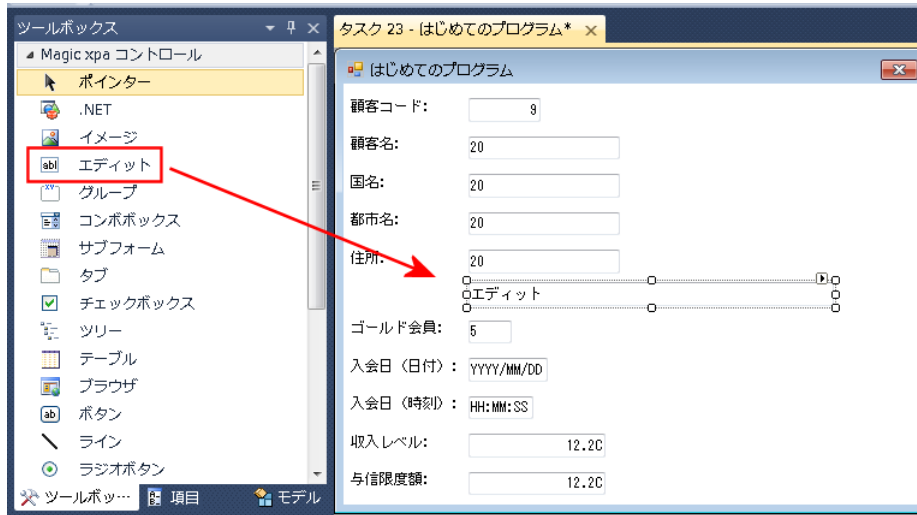 ツールボックス
Magic xpa コントロール
ポインター
.NET
イメージ
エディット
グループ
コンボボックス
サブフォーム
タブ
チェックボックス
ツリー
テーブル
ブラウザ
ボタン
ライン
ラジオボタン
ツールボッ…
項目
モデル
タスク 23 - はじめてのプログラム*
はじめてのプログラム
顧客コード: 9
顧客名: 20
国名: 20
都市名: 20
住所: 20
エディット
ゴールド会員: 5
入会日（日付）: YYYY/MM/DD
入会日（時刻）: HH:MM:SS
収入レベル: 12.2C
与信限度額: 12.2C